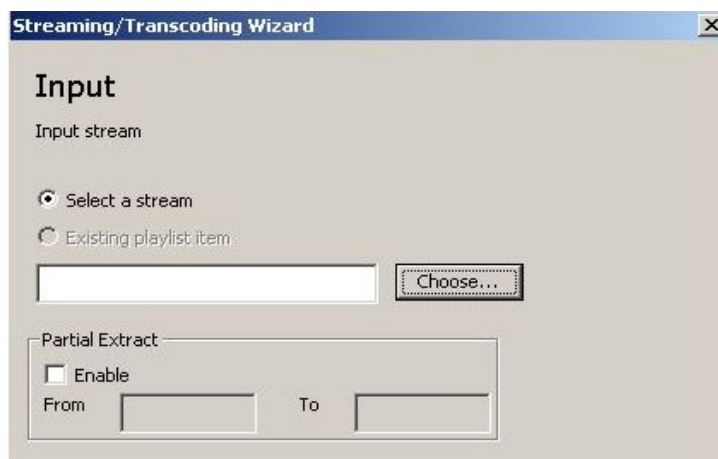 Streaming/Transcoding Wizard
Input
Input stream
Select a stream
Existing playlist item
Choose...
Partial Extract
Enable
From To